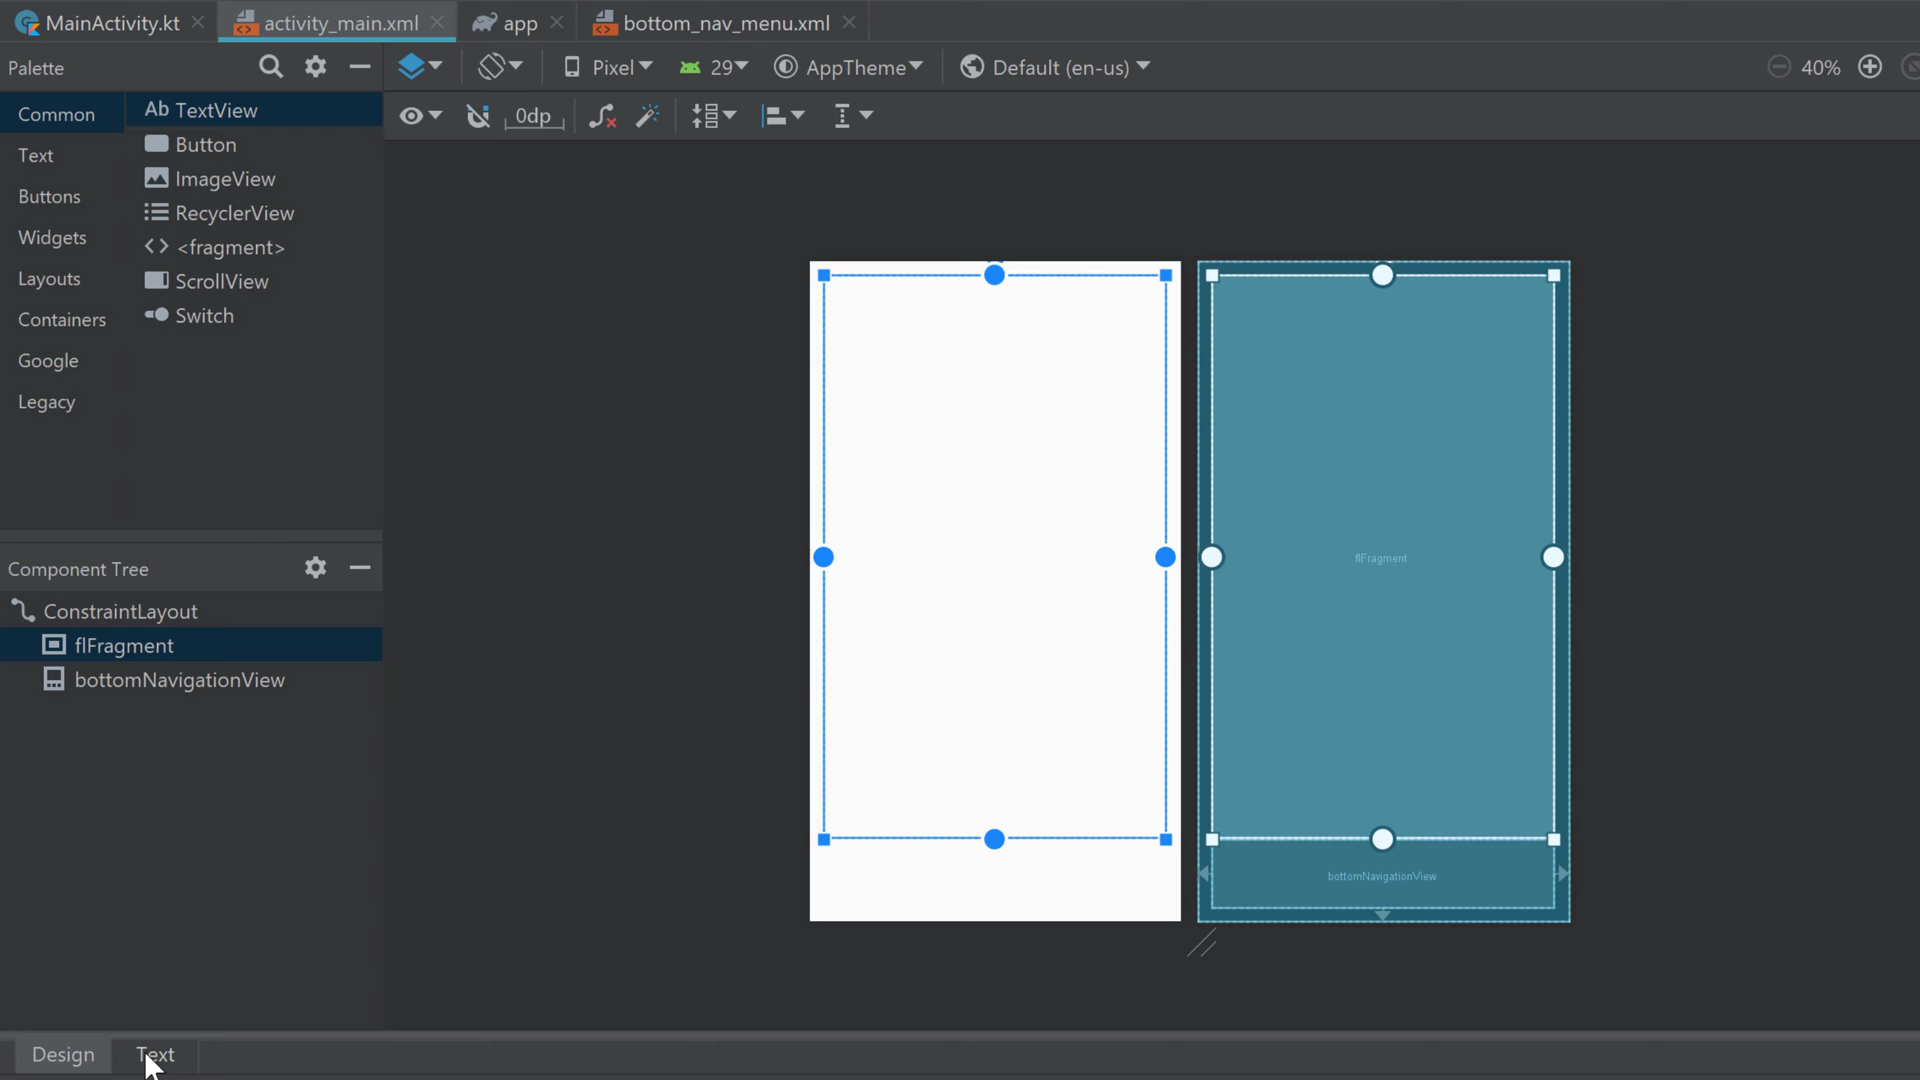 MainActivity.kt activity_main.xml app bottom_nav_menu.xml
Palette Pixel 29 AppTheme Default (en-us) 40%
0dp
Common
Text
Buttons
Widgets
Layouts
Containers
Google
Legacy
Ab TextView
Button
ImageView
RecyclerView
<fragment>
ScrollView
Switch
Component Tree
ConstraintLayout
flFragment
bottomNavigationView
flFragment
bottomNavigationView
Design Text